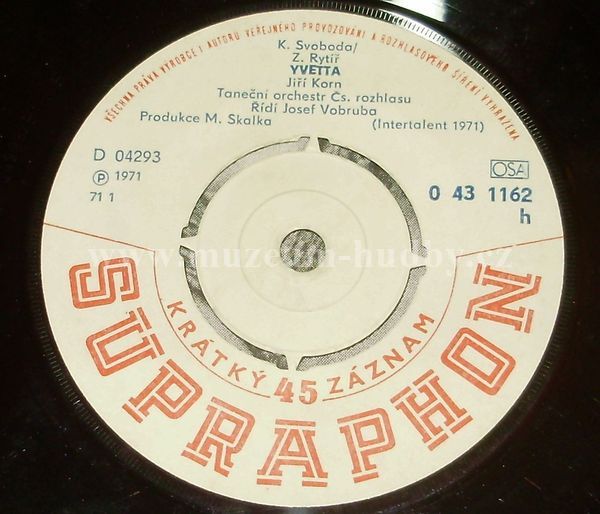 VŠECHNA PRÁVA VÝROBCE I AUTORU VEŘEJNÉHO PROVOZOVÁNÍ A ROZHLASOVÉHO ŠÍŘENÍ VYHRAZENA
K. Svoboda/
Z. Rytíř
YVETTA
Jiří Korn
Taneční orchestr Čs. rozhlasu
Řídí Josef Vobruba
Produkce M. Skalka (Intertalent 1971)
D 04293
OSA
Ⓟ 1971
0 43 1162
71 1
h
www.muzetim-hudby.cz
KRÁTKÝ 45 ZÁZNAM
SUPRAPHON